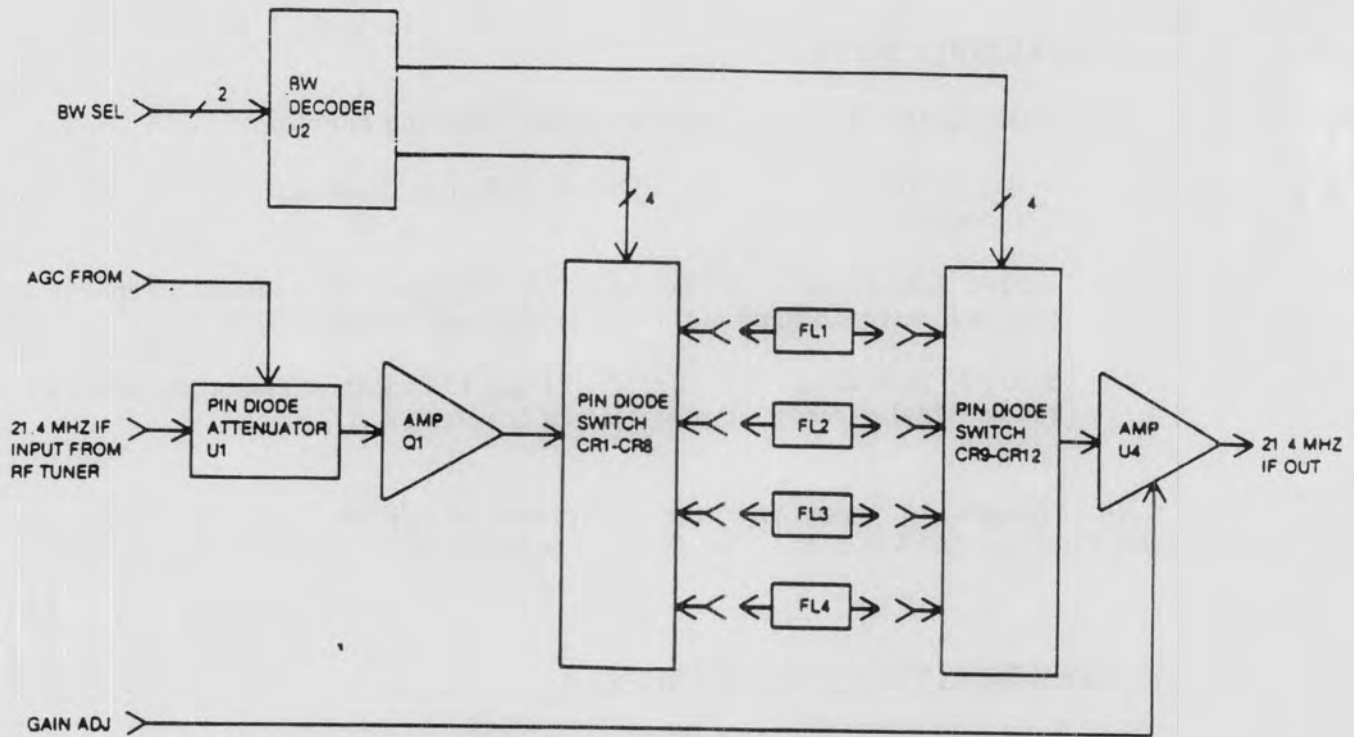 BW SEL
2
BW
DECODER
U2
4
4
AGC FROM
21.4 MHZ IF
INPUT FROM
RF TUNER
PIN DIODE
ATTENUATOR
U1
AMP
Q1
PIN DIODE
SWITCH
CR1-CR8
FL1
FL2
FL3
FL4
PIN DIODE
SWITCH
CR9-CR12
AMP
U4
21.4 MHZ
IF OUT
GAIN ADJ